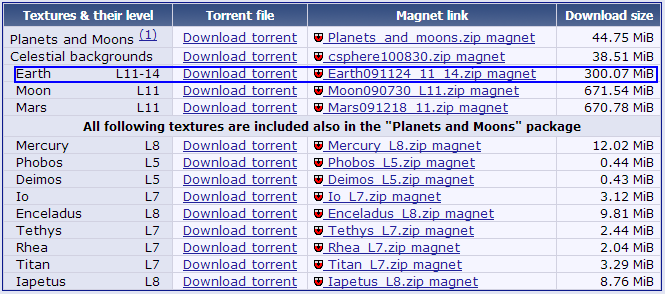 Textures & their level Torrent file Magnet link Download size
Planets and Moons (1) Download torrent Planets_and_moons.zip magnet 44.75 MiB
Celestial backgrounds Download torrent csphere100830.zip magnet 38.51 MiB
Earth L11-14 Download torrent Earth091124_11_14.zip magnet 300.07 MiB
Moon L11 Download torrent Moon090730_L11.zip magnet 671.54 MiB
Mars L11 Download torrent Mars091218_11.zip magnet 670.78 MiB
All following textures are included also in the "Planets and Moons" package
Mercury L8 Download torrent Mercury_L8.zip magnet 12.02 MiB
Phobos L5 Download torrent Phobos_L5.zip magnet 0.44 MiB
Deimos L5 Download torrent Deimos_L5.zip magnet 0.43 MiB
Io L7 Download torrent Io_L7.zip magnet 3.12 MiB
Enceladus L8 Download torrent Enceladus_L8.zip magnet 9.81 MiB
Tethys L7 Download torrent Tethys_L7.zip magnet 2.44 MiB
Rhea L7 Download torrent Rhea_L7.zip magnet 2.04 MiB
Titan L7 Download torrent Titan_L7.zip magnet 3.29 MiB
Iapetus L8 Download torrent Iapetus_L8.zip magnet 8.76 MiB